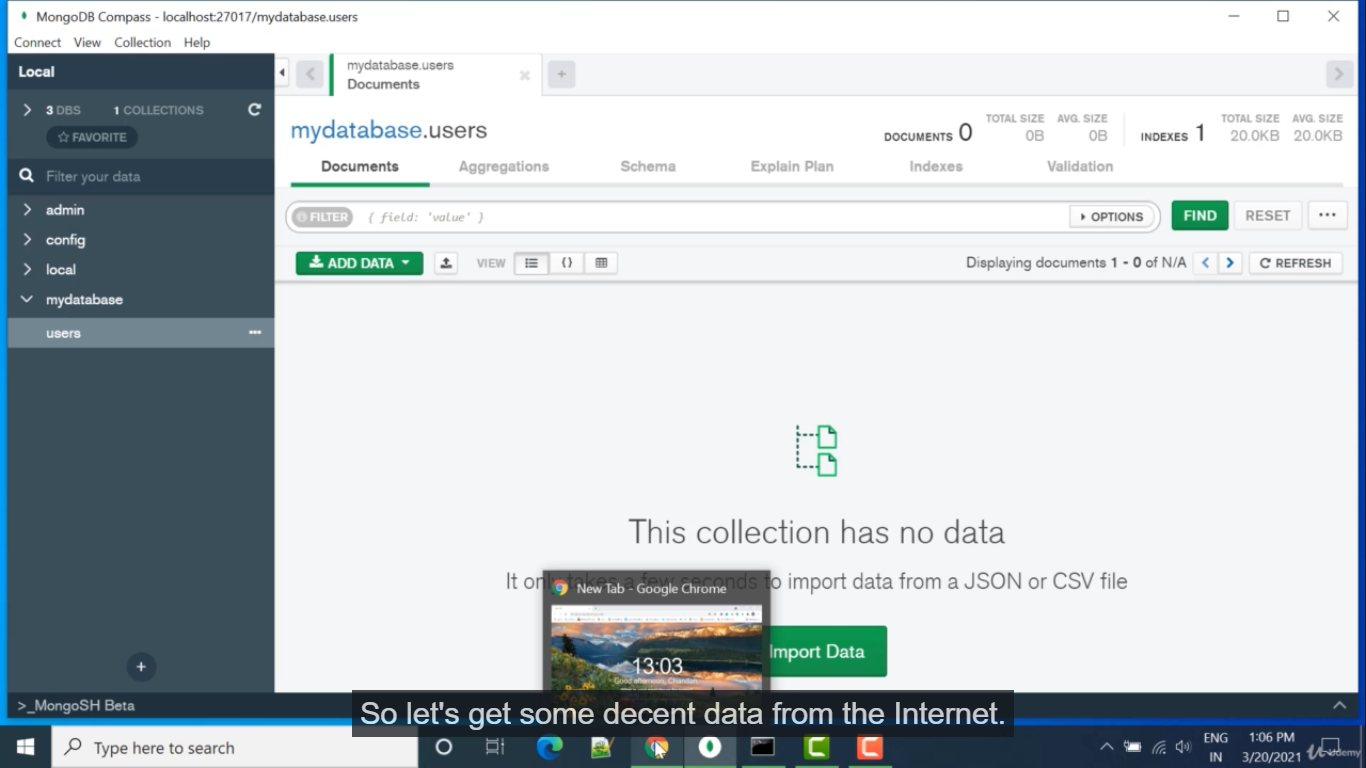 MongoDB Compass - localhost:27017/mydatabase.users
Connect View Collection Help
Local
mydatabase.users
Documents
3 DBS 1 COLLECTIONS
FAVORITE
mydatabase.users
DOCUMENTS 0 TOTAL SIZE 0B AVG. SIZE 0B INDEXES 1 TOTAL SIZE 20.0KB AVG. SIZE 20.0KB
Documents Aggregations Schema Explain Plan Indexes Validation
Filter your data
FILTER { field: 'value' } OPTIONS FIND RESET
admin
config
local
mydatabase
users
ADD DATA VIEW {} Displaying documents 1 - 0 of N/A REFRESH
This collection has no data
It only takes a few seconds to import data from a JSON or CSV file
New Tab - Google Chrome
13:03
Good afternoon, Chandan.
Import Data
>_MongoSH Beta
So let's get some decent data from the Internet.
Type here to search
ENG
IN
1:06 PM
3/20/2021
Udemy